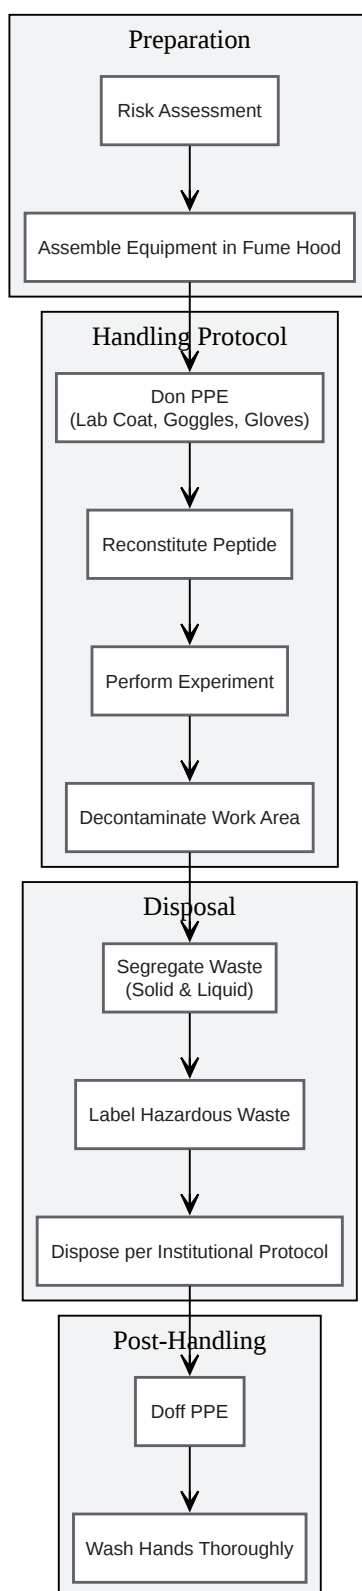 Preparation
Risk Assessment
Assemble Equipment in Fume Hood
Handling Protocol
Don PPE
(Lab Coat, Goggles, Gloves)
Reconstitute Peptide
Perform Experiment
Decontaminate Work Area
Disposal
Segregate Waste
(Solid & Liquid)
Label Hazardous Waste
Dispose per Institutional Protocol
Post-Handling
Doff PPE
Wash Hands Thoroughly